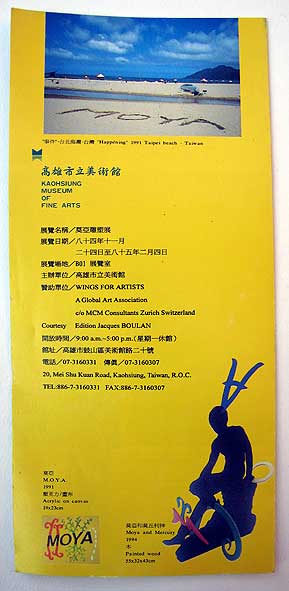 MOYA
"事件"-台北海灘-台灣 "Happening" 1991 Taipei beach - Taiwan
高雄市立美術館
KAOHSIUNG
MUSEUM
OF
FINE ARTS
展覽名稱／莫亞雕塑展
展覽日期／八十四年十一月
二十四日至八十五年二月四日
展覽場地／B01 展覽室
主辦單位／高雄市立美術館
贊助單位／WINGS FOR ARTISTS
A Global Art Association
c/o MCM Consultants Zurich Switzerland
Courtesy Edition Jacques BOULAN
開放時間／9:00 a.m.~5:00 p.m.(星期一休館)
館址／高雄市鼓山區美術館路二十號
電話／07-3160331 傳價／07-3160307
20, Mei Shu Kuan Road, Kaohsiung, Taiwan, R.O.C.
TEL:886-7-3160331 FAX:886-7-3160307
莫亞
M.O.Y.A.
1991
壓克力/畫布
Acrylic on canvas
19x23cm
MOYA
莫亞和莫丘利神
Moya and Mercury
1994
木
Painted wood
55x32x43cm